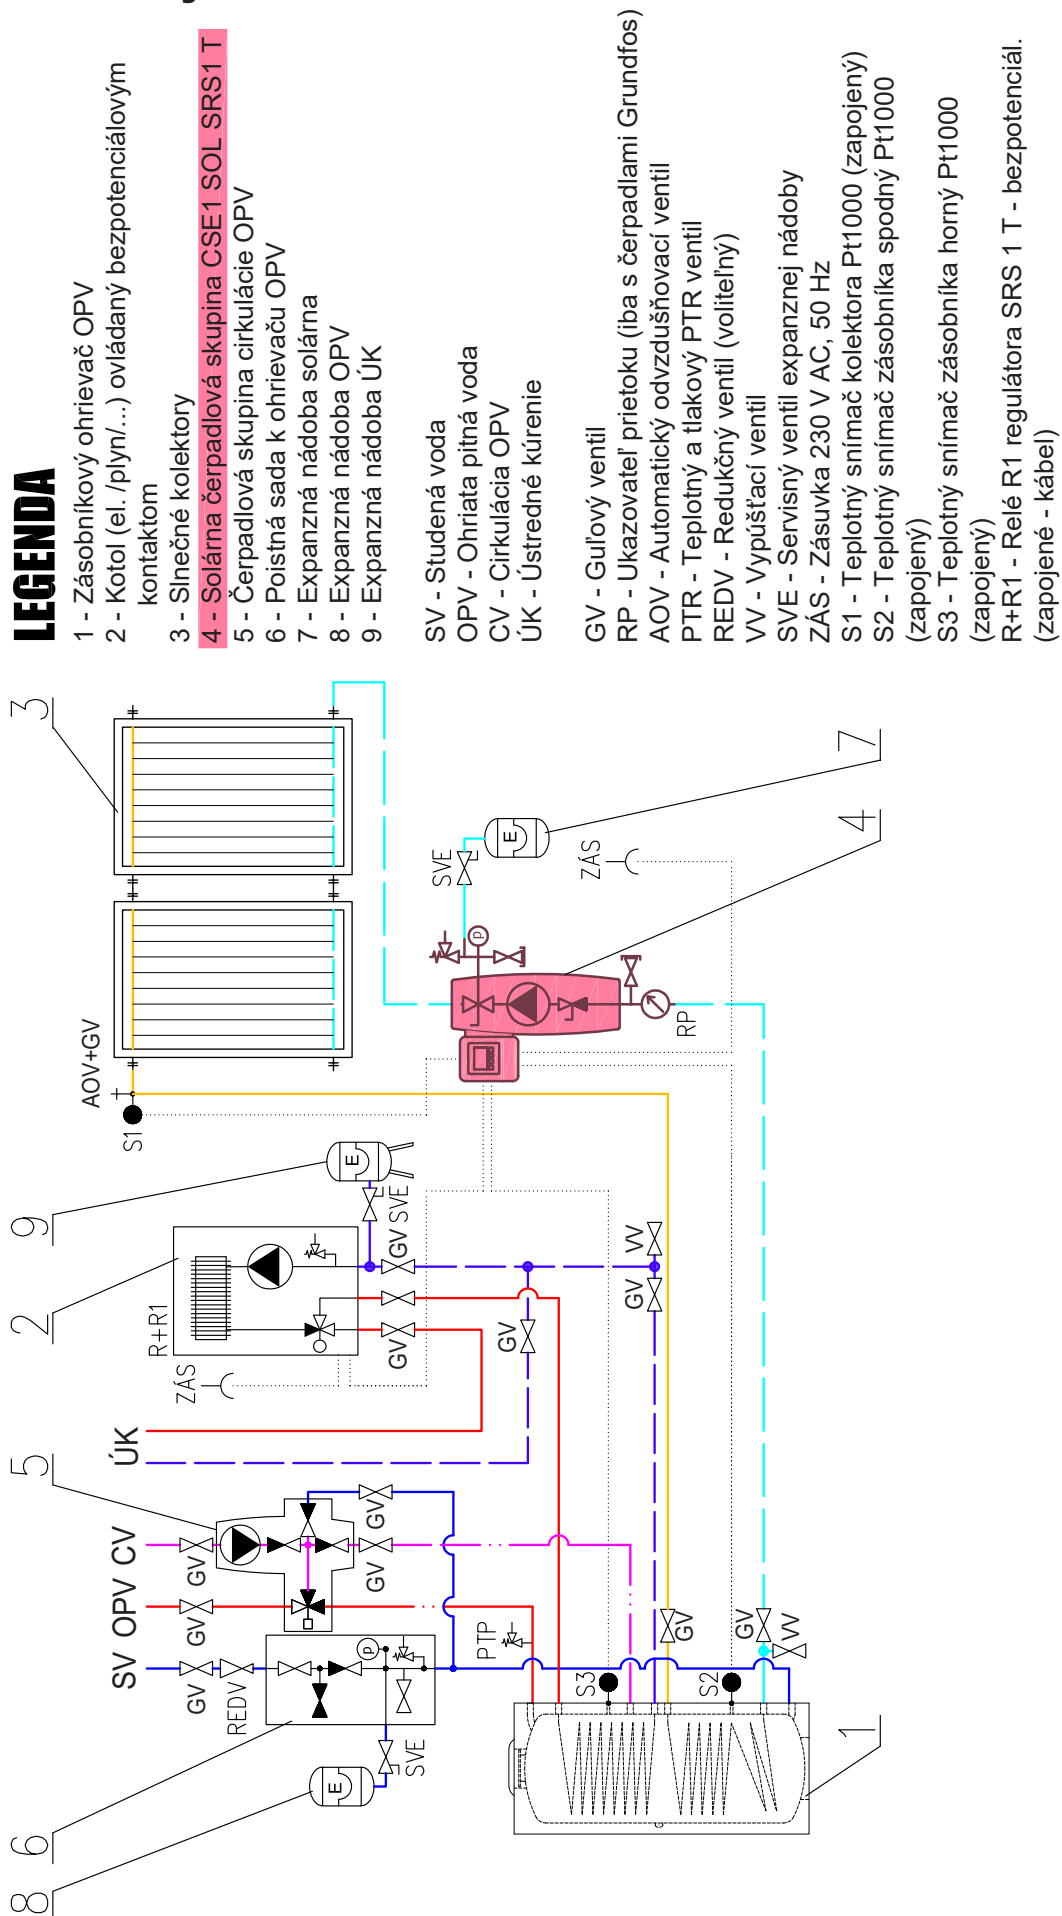 LEGENDA
1 - Zásobníkový ohrievač OPV
2 - Kotol (el. /plyn/...) ovládaný bezpotenciálovým
kontaktom
3 - Slnečné kolektory
4 - Solárna čerpadlová skupina CSE1 SOL SRS1 T
5 - Čerpadlová skupina cirkulácie OPV
6 - Poistná sada k ohrievaču OPV
7 - Expanzná nádoba solárna
8 - Expanzná nádoba OPV
9 - Expanzná nádoba ÚK
SV - Studená voda
OPV - Ohriata pitná voda
CV - Cirkulácia OPV
ÚK - Ústredné kúrenie
GV - Guľový ventil
RP - Ukazovateľ prietoku (iba s čerpadlami Grundfos)
AOV - Automatický odvzdušňovací ventil
PTR - Teplotný a tlakový PTR ventil
REDV - Redukčný ventil (voliteľný)
VV - Vypúšťací ventil
SVE - Servisný ventil expanznej nádoby
ZÁS - Zásuvka 230 V AC, 50 Hz
S1 - Teplotný snímač kolektora Pt1000 (zapojený)
S2 - Teplotný snímač zásobníka spodný Pt1000
(zapojený)
S3 - Teplotný snímač zásobníka horný Pt1000
(zapojený)
R+R1 - Relé R1 regulátora SRS 1 T - bezpotenciál.
(zapojené - kábel)
8
6
5
2
9
3
SV
OPV
CV
ÚK
ZÁS
R+R1
S1
AOV+GV
GV
GV
GV
REDV
p
E
SVE
GV
GV
PTP
GV
GV
SVE
E
GV
GV
VV
SVE
E
p
RP
ZÁS
4
7
S3
S2
GV
GV
VV
1